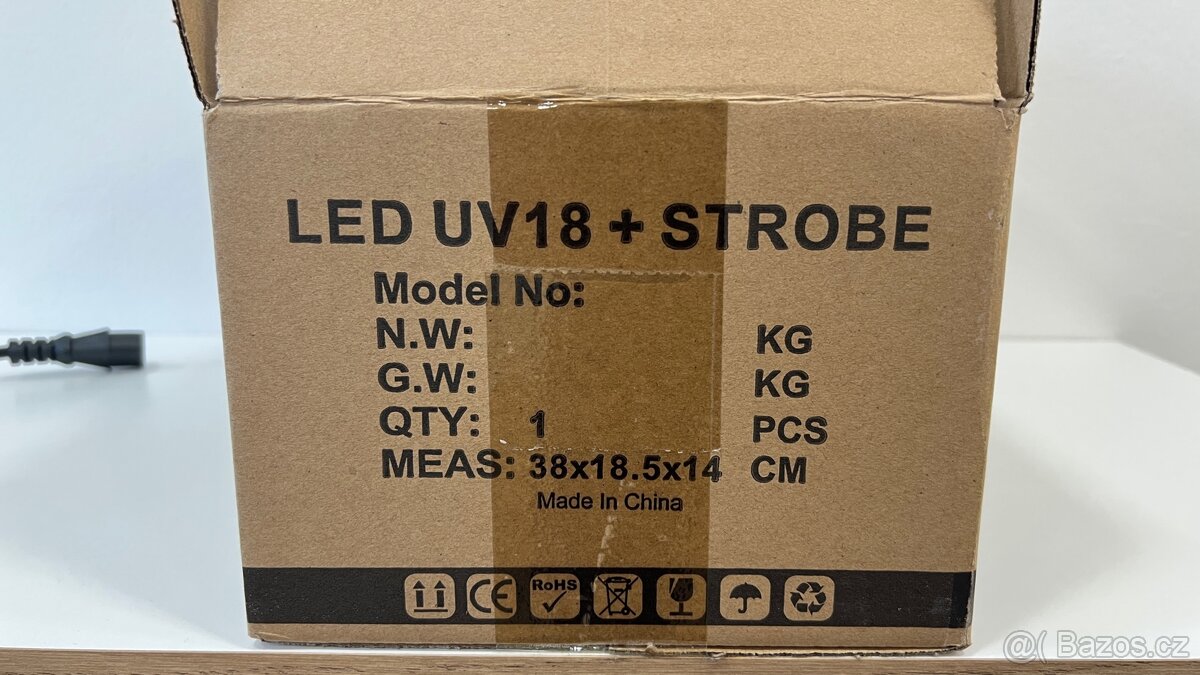 LED UV18 + STROBE
Model No:
N.W: KG
G.W: KG
QTY: 1 PCS
MEAS: 38x18.5x14 CM
Made In China
CE RoHS
@( Bazos.cz